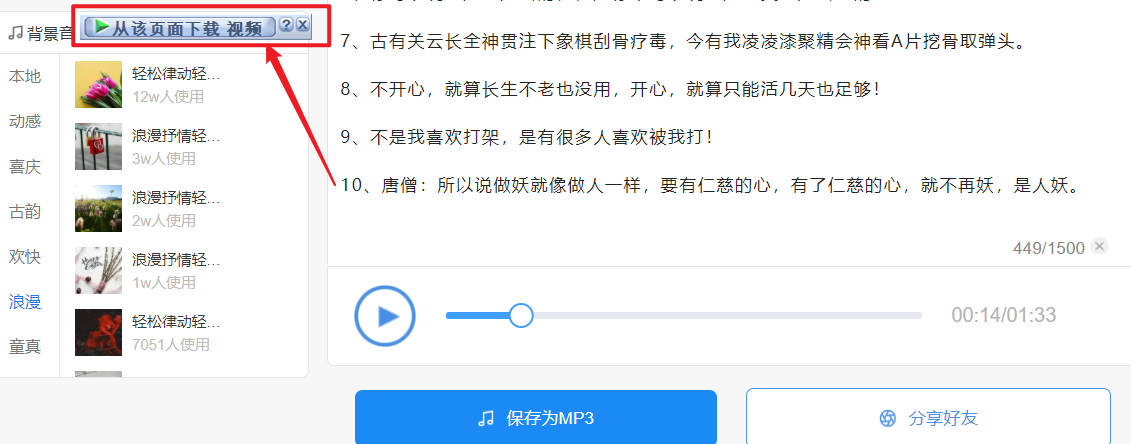 背景音
从该页面下载 视频
本地
动感
喜庆
古韵
欢快
浪漫
童真
轻松律动轻…
12w人使用
浪漫抒情轻…
3w人使用
浪漫抒情轻…
2w人使用
浪漫抒情轻…
1w人使用
轻松律动轻…
7051人使用
7、古有关云长全神贯注下象棋刮骨疗毒，今有我凌凌漆聚精会神看A片挖骨取弹头。
8、不开心，就算长生不老也没用，开心，就算只能活几天也足够！
9、不是我喜欢打架，是有很多人喜欢被我打！
10、唐僧：所以说做妖就像做人一样，要有仁慈的心，有了仁慈的心，就不再妖，是人妖。
449/1500
00:14/01:33
保存为MP3
分享好友